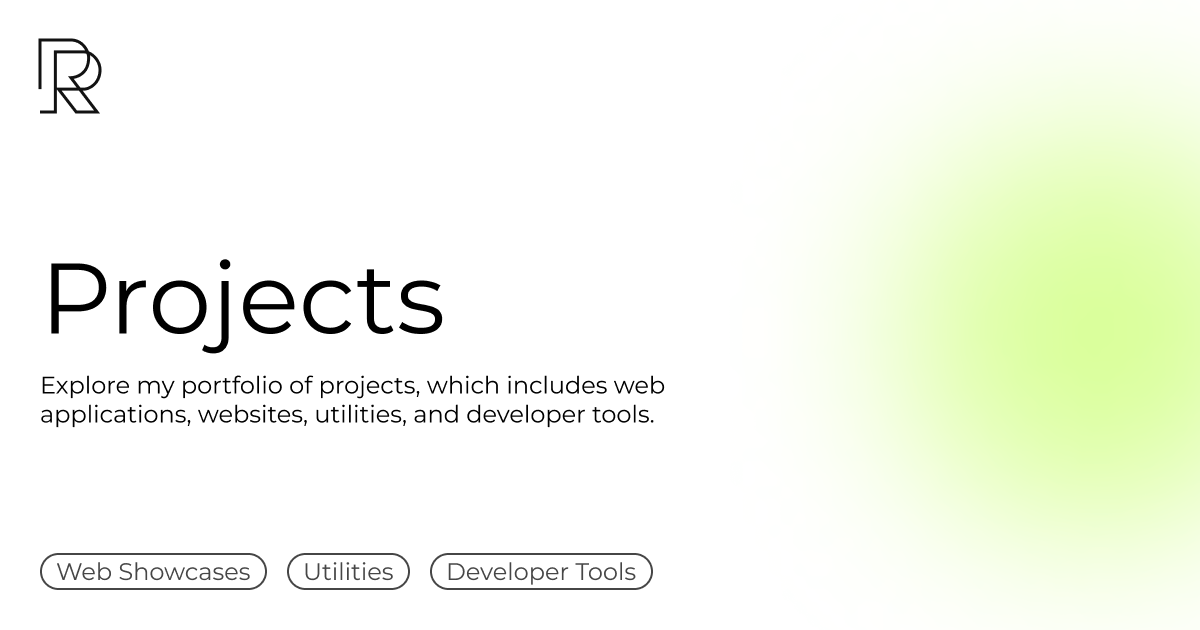 Projects
Explore my portfolio of projects, which includes web
applications, websites, utilities, and developer tools.
Web Showcases
Utilities
Developer Tools